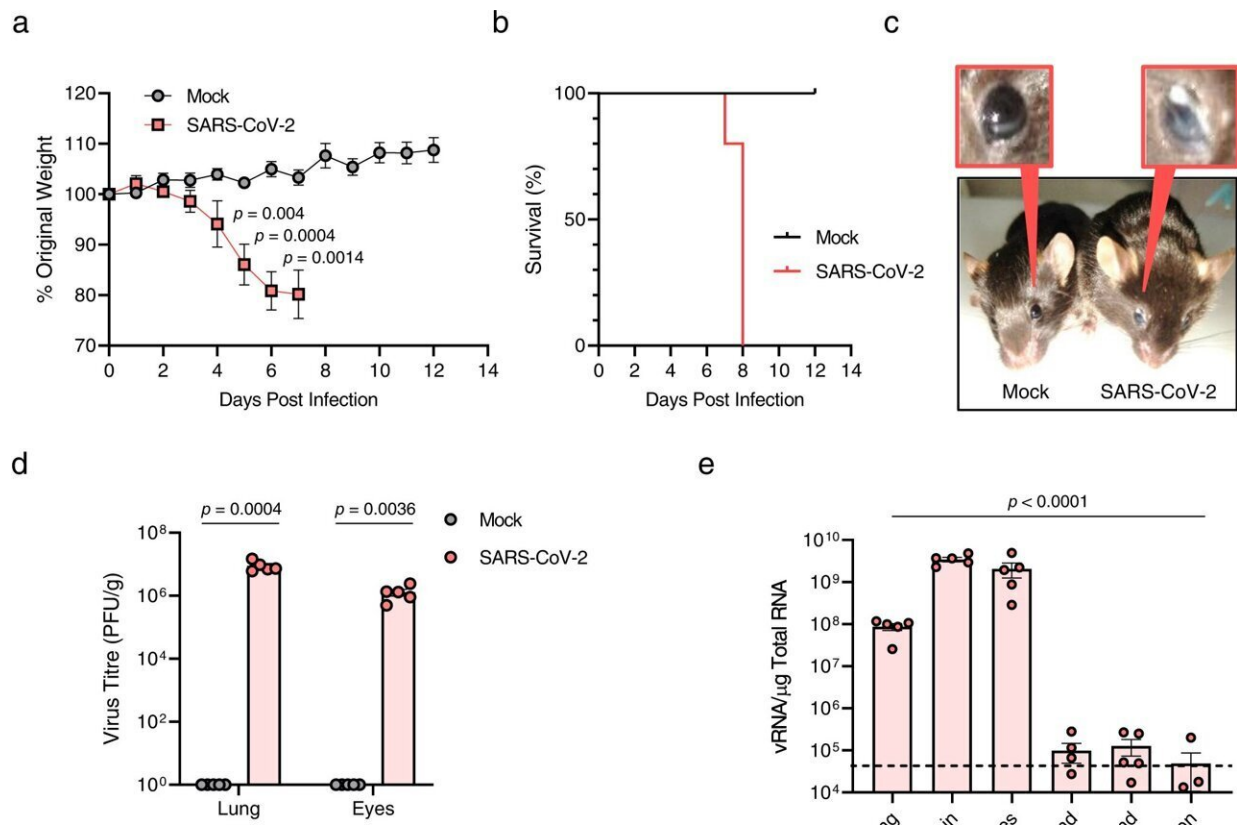 a
120
110
100
90
80
70
% Original Weight
Mock
SARS-CoV-2
p = 0.004
p = 0.0004
p = 0.0014
0 2 4 6 8 10 12 14
Days Post Infection
b
100
50
0
Survival (%)
Mock
SARS-CoV-2
0 2 4 6 8 10 12 14
Days Post Infection
c
Mock SARS-CoV-2
d
p = 0.0004 p = 0.0036
Mock
SARS-CoV-2
10⁸
10⁶
10⁴
10²
10⁰
Virus Titre (PFU/g)
Lung Eyes
e
p < 0.0001
10¹⁰
10⁹
10⁸
10⁷
10⁶
10⁵
10⁴
vRNA/µg Total RNA